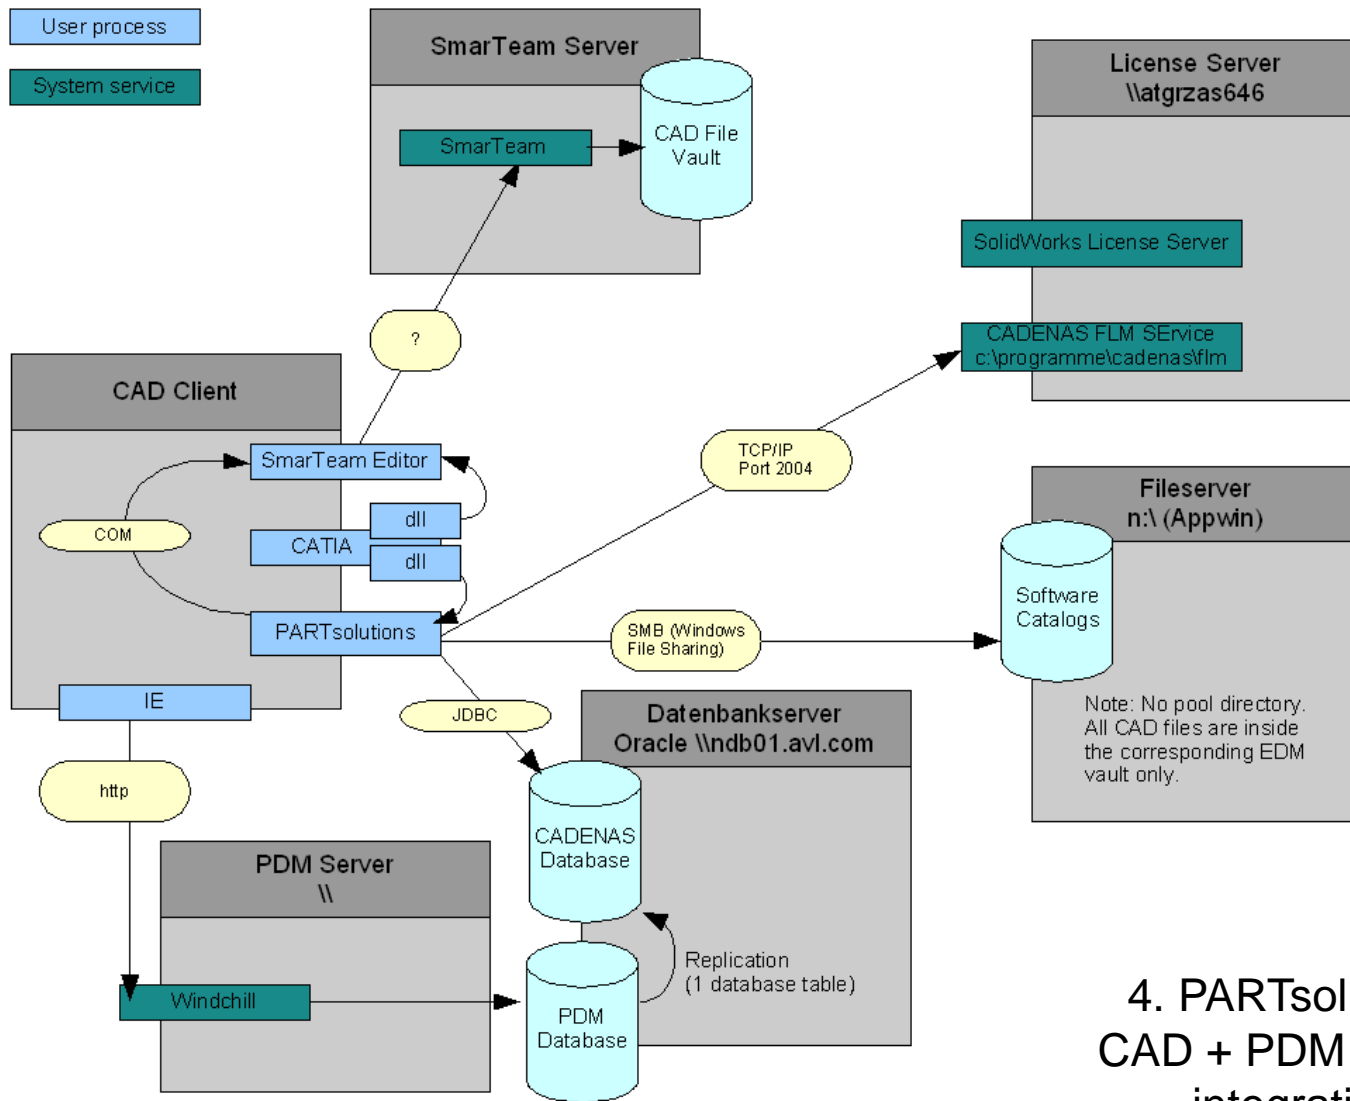 User process
System service
SmarTeam Server
SmarTeam
CAD File
Vault
License Server
\\atgrzas646
SolidWorks License Server
CADENAS FLM SErvice
c:\programme\cadenas\flm
?
CAD Client
SmarTeam Editor
dll
CATIA
dll
COM
PARTsolutions
IE
TCP/IP
Port 2004
SMB (Windows
File Sharing)
JDBC
http
Fileserver
n:\ (Appwin)
Software
Catalogs
Note: No pool directory.
All CAD files are inside
the corresponding EDM
vault only.
Datenbankserver
Oracle \\ndb01.avl.com
CADENAS
Database
Replication
(1 database table)
PDM
Database
PDM Server
\\
Windchill
4. PARTsol
CAD + PDM